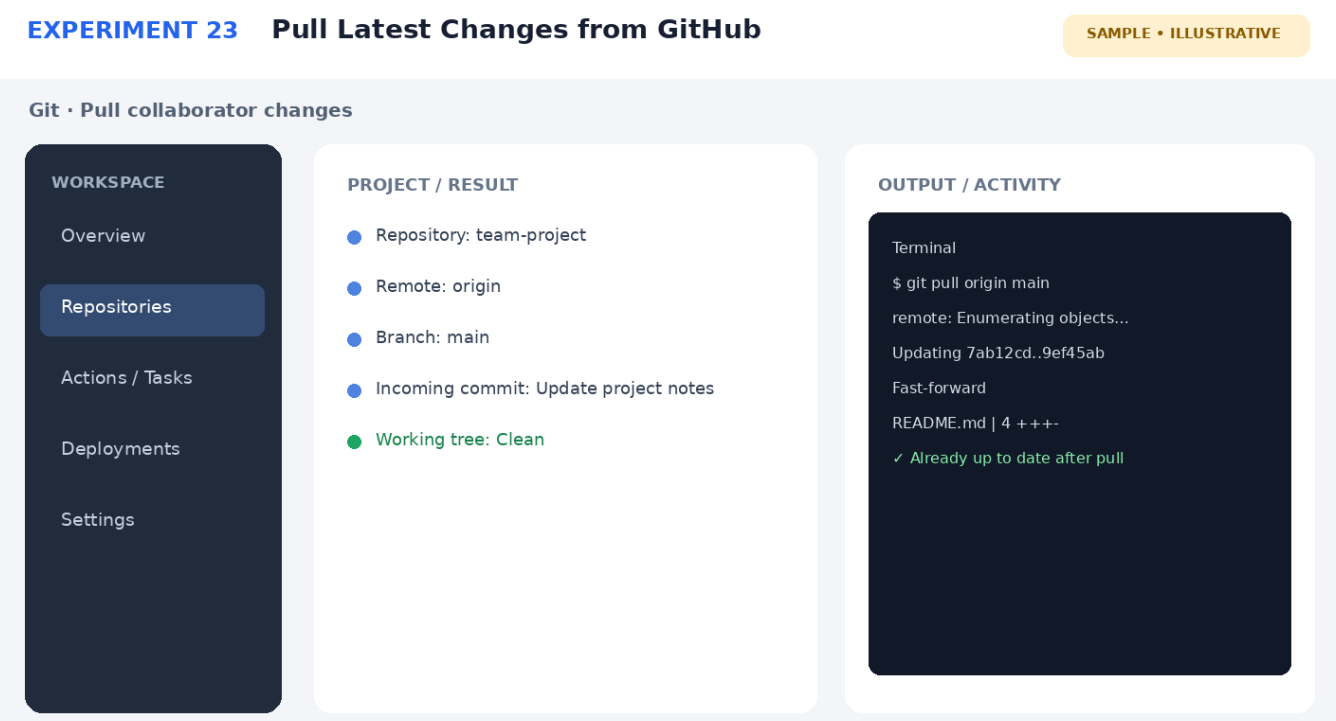 EXPERIMENT 23 Pull Latest Changes from GitHub
SAMPLE • ILLUSTRATIVE
Git · Pull collaborator changes
WORKSPACE
Overview
Repositories
Actions / Tasks
Deployments
Settings
PROJECT / RESULT
Repository: team-project
Remote: origin
Branch: main
Incoming commit: Update project notes
Working tree: Clean
OUTPUT / ACTIVITY
Terminal
$ git pull origin main
remote: Enumerating objects...
Updating 7ab12cd..9ef45ab
Fast-forward
README.md | 4 +++-
✓ Already up to date after pull